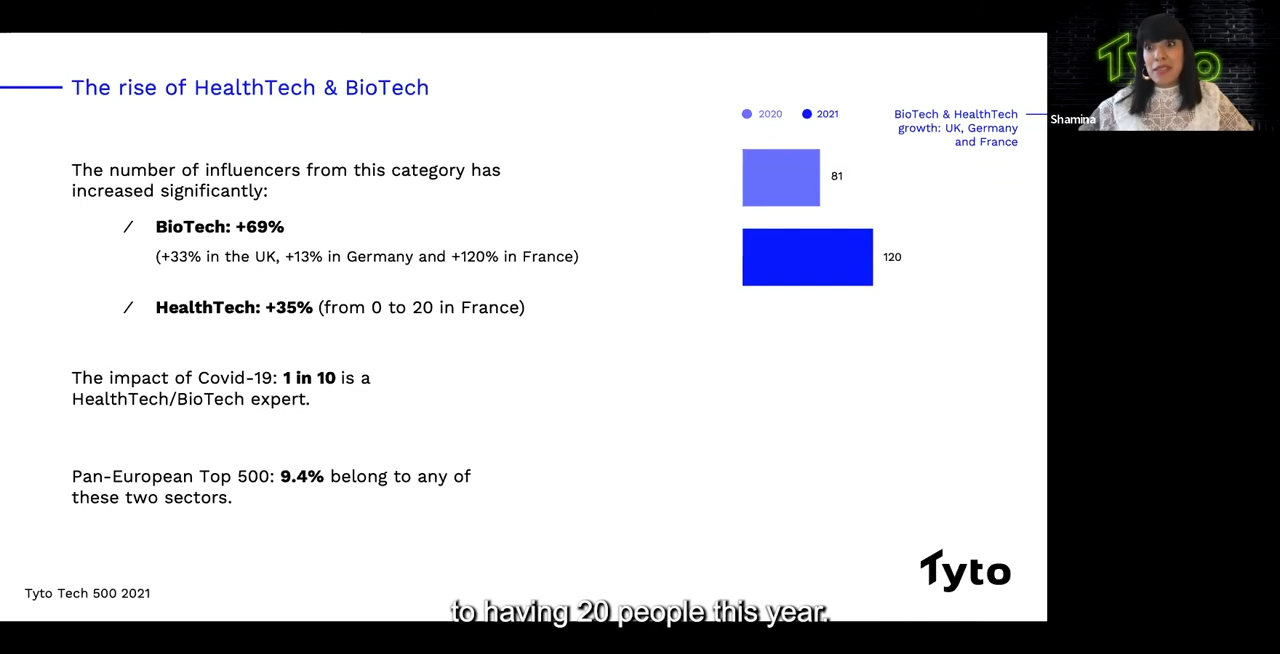 The rise of HealthTech & BioTech
The number of influencers from this category has
increased significantly:
/ BioTech: +69%
(+33% in the UK, +13% in Germany and +120% in France)
/ HealthTech: +35% (from 0 to 20 in France)
The impact of Covid-19: 1 in 10 is a
HealthTech/BioTech expert.
Pan-European Top 500: 9.4% belong to any of
these two sectors.
2020 2021
BioTech & HealthTech
growth: UK, Germany
and France
81
120
Tyto
Shamina
Tyto
Tyto Tech 500 2021
to having 20 people this year.